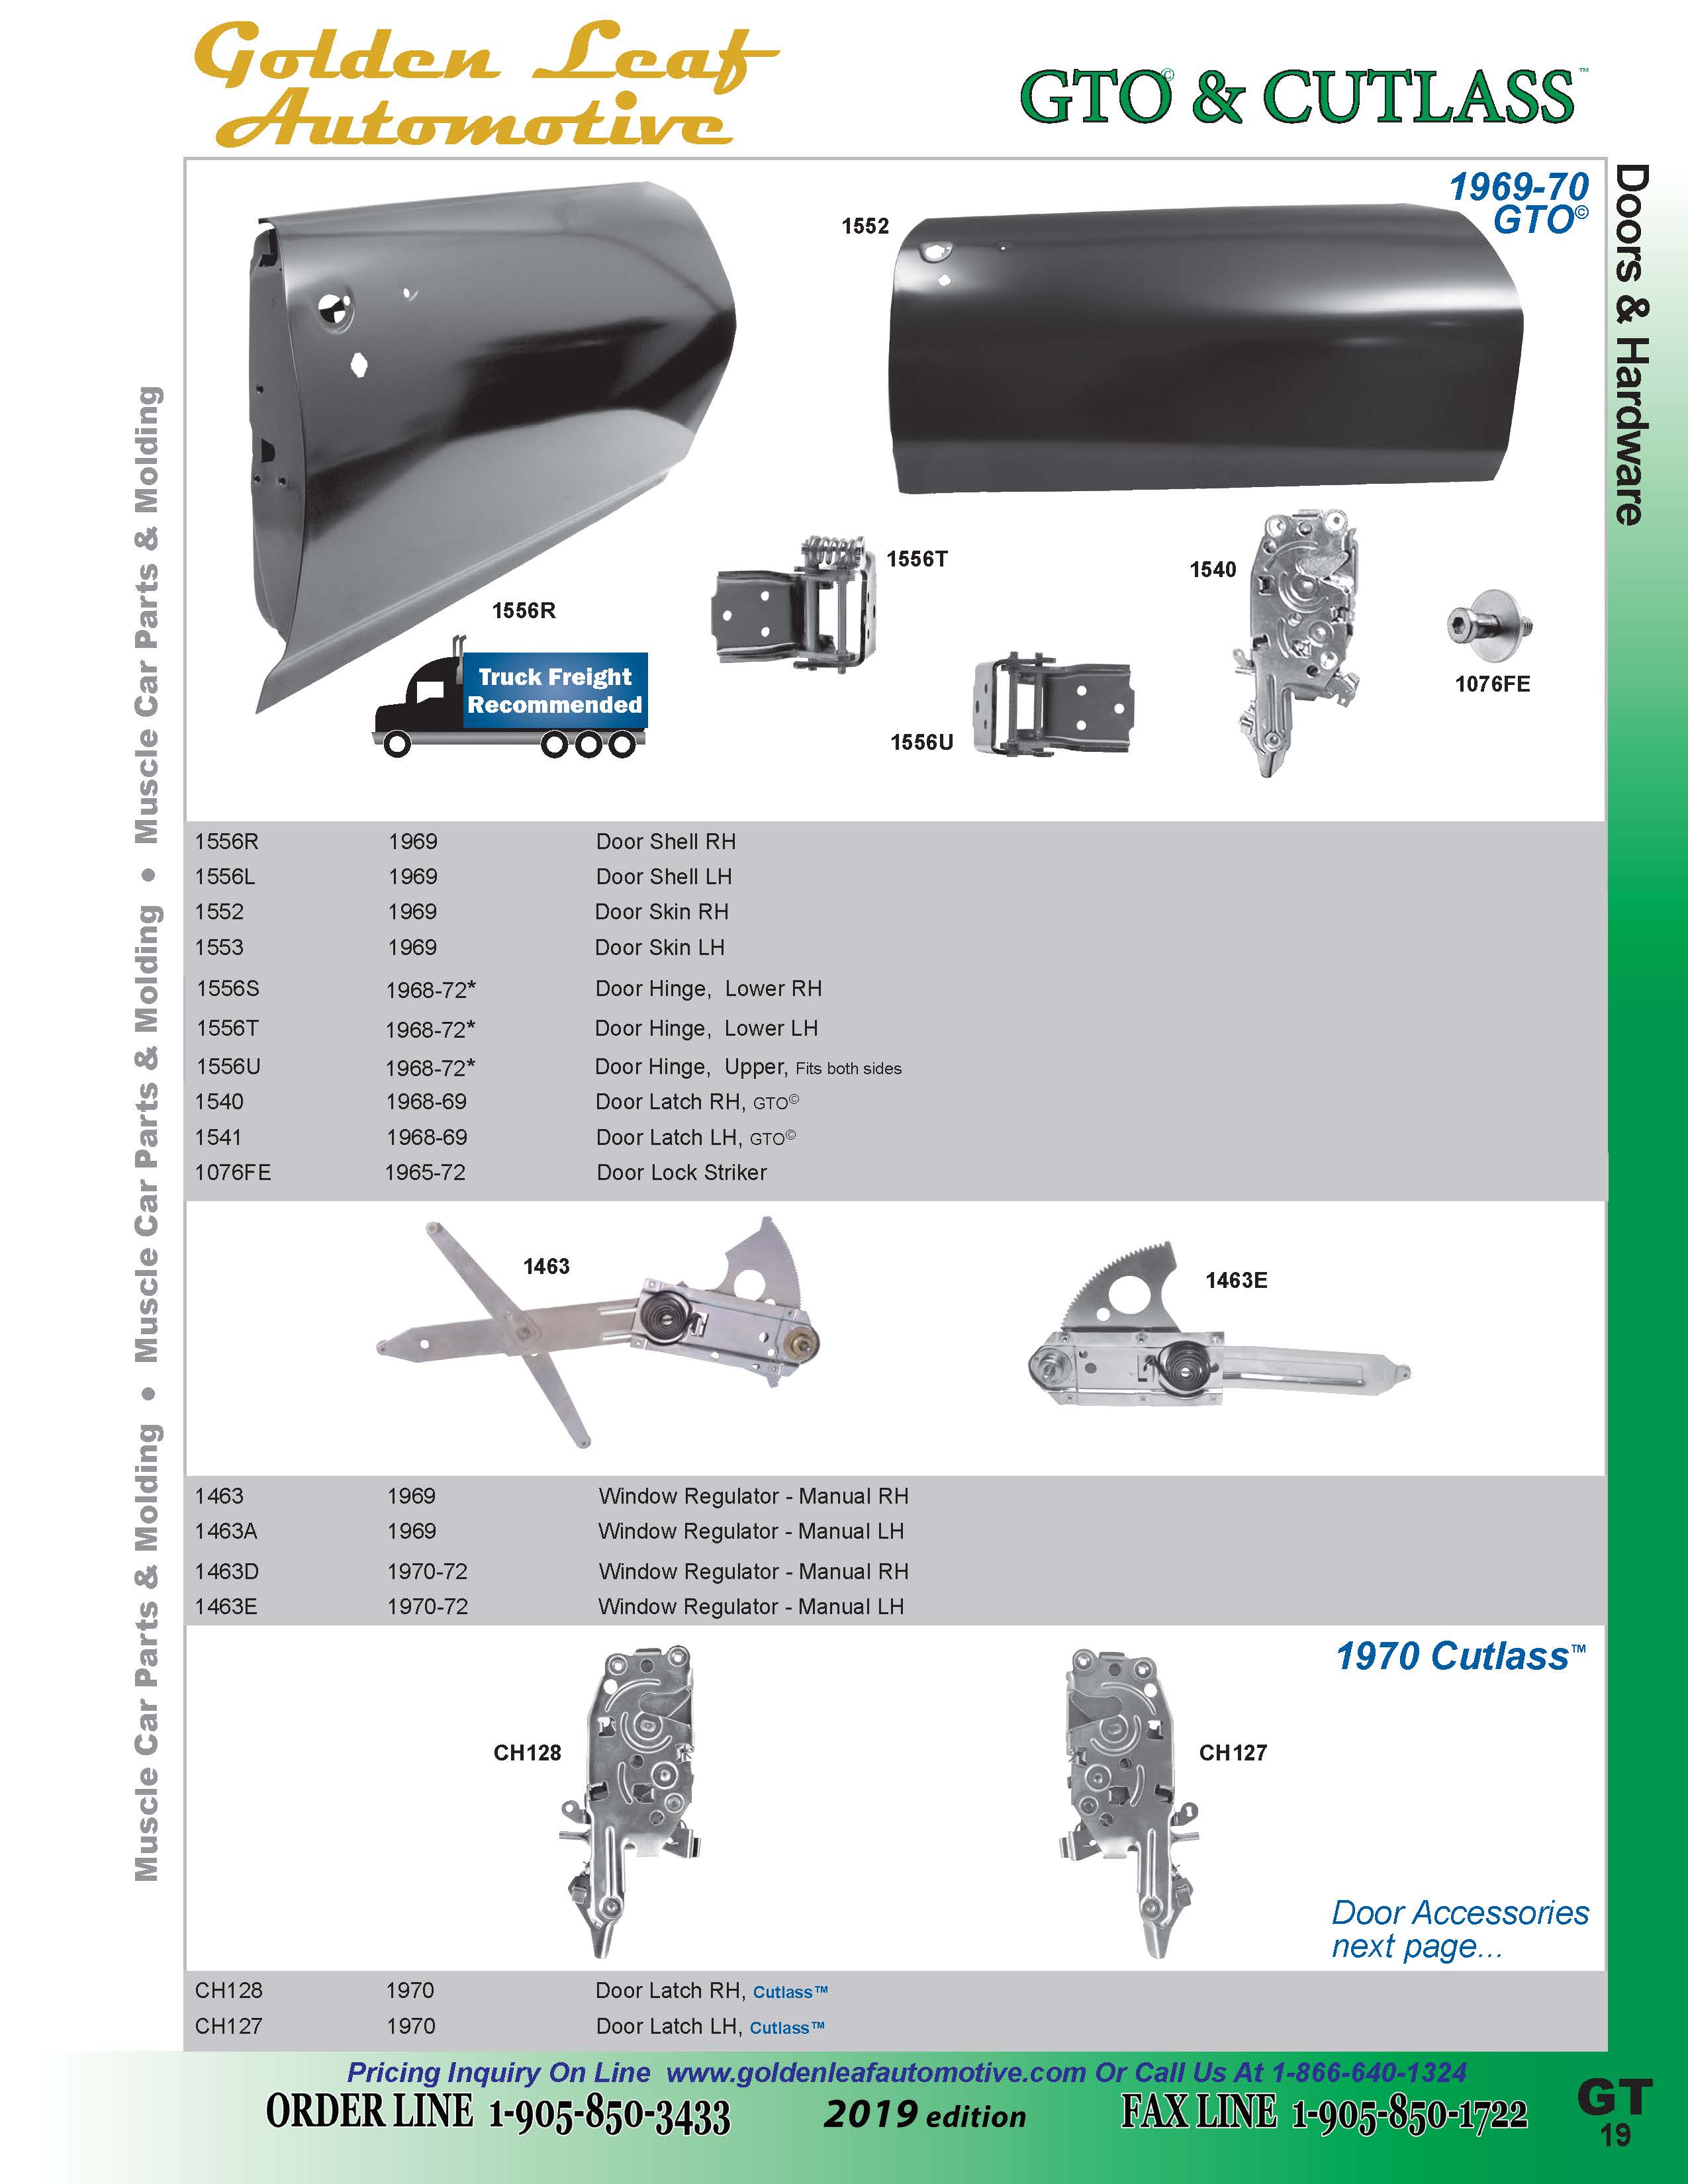 Golden Leaf
Automotive
GTO© & CUTLASS™
Doors & Hardware
Muscle Car Parts & Molding • Muscle Car Parts & Molding • Muscle Car Parts & Molding
1969-70
GTO©
1552
1556R
1556T
1540
1556U
1076FE
Truck Freight
Recommended
1556R 1969 Door Shell RH
1556L 1969 Door Shell LH
1552 1969 Door Skin RH
1553 1969 Door Skin LH
1556S 1968-72* Door Hinge, Lower RH
1556T 1968-72* Door Hinge, Lower LH
1556U 1968-72* Door Hinge, Upper, Fits both sides
1540 1968-69 Door Latch RH, GTO©
1541 1968-69 Door Latch LH, GTO©
1076FE 1965-72 Door Lock Striker
1463
1463E
1463 1969 Window Regulator - Manual RH
1463A 1969 Window Regulator - Manual LH
1463D 1970-72 Window Regulator - Manual RH
1463E 1970-72 Window Regulator - Manual LH
1970 Cutlass™
CH128
CH127
Door Accessories
next page...
CH128 1970 Door Latch RH, Cutlass™
CH127 1970 Door Latch LH, Cutlass™
Pricing Inquiry On Line www.goldenleafautomotive.com Or Call Us At 1-866-640-1324
ORDER LINE 1-905-850-3433 2019 edition FAX LINE 1-905-850-1722
GT
19